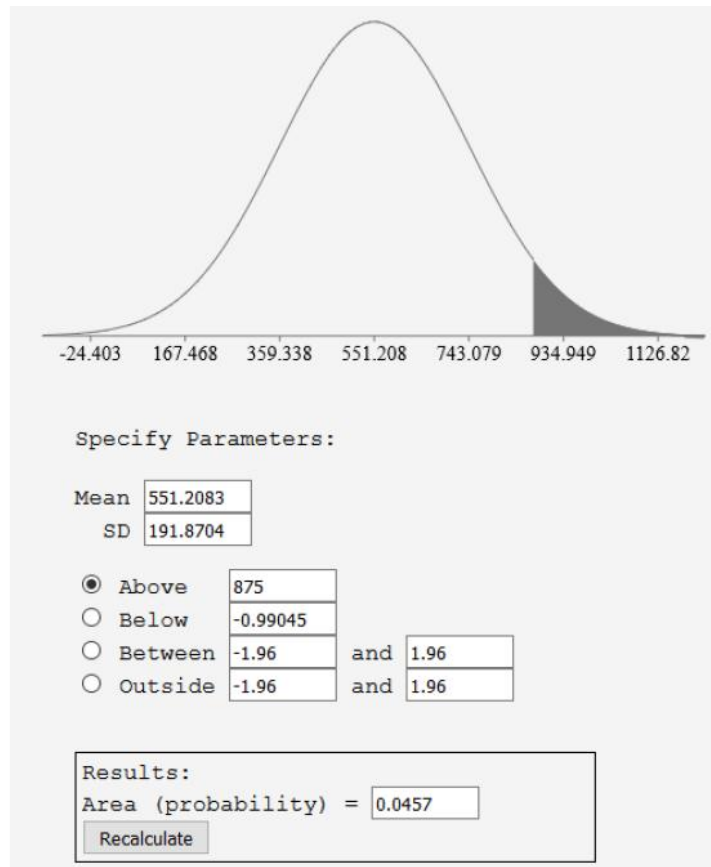 -24.403 167.468 359.338 551.208 743.079 934.949 1126.82
Specify Parameters:
Mean 551.2083
SD 191.8704
Above 875
Below -0.99045
Between -1.96 and 1.96
Outside -1.96 and 1.96
Results:
Area (probability) = 0.0457
Recalculate